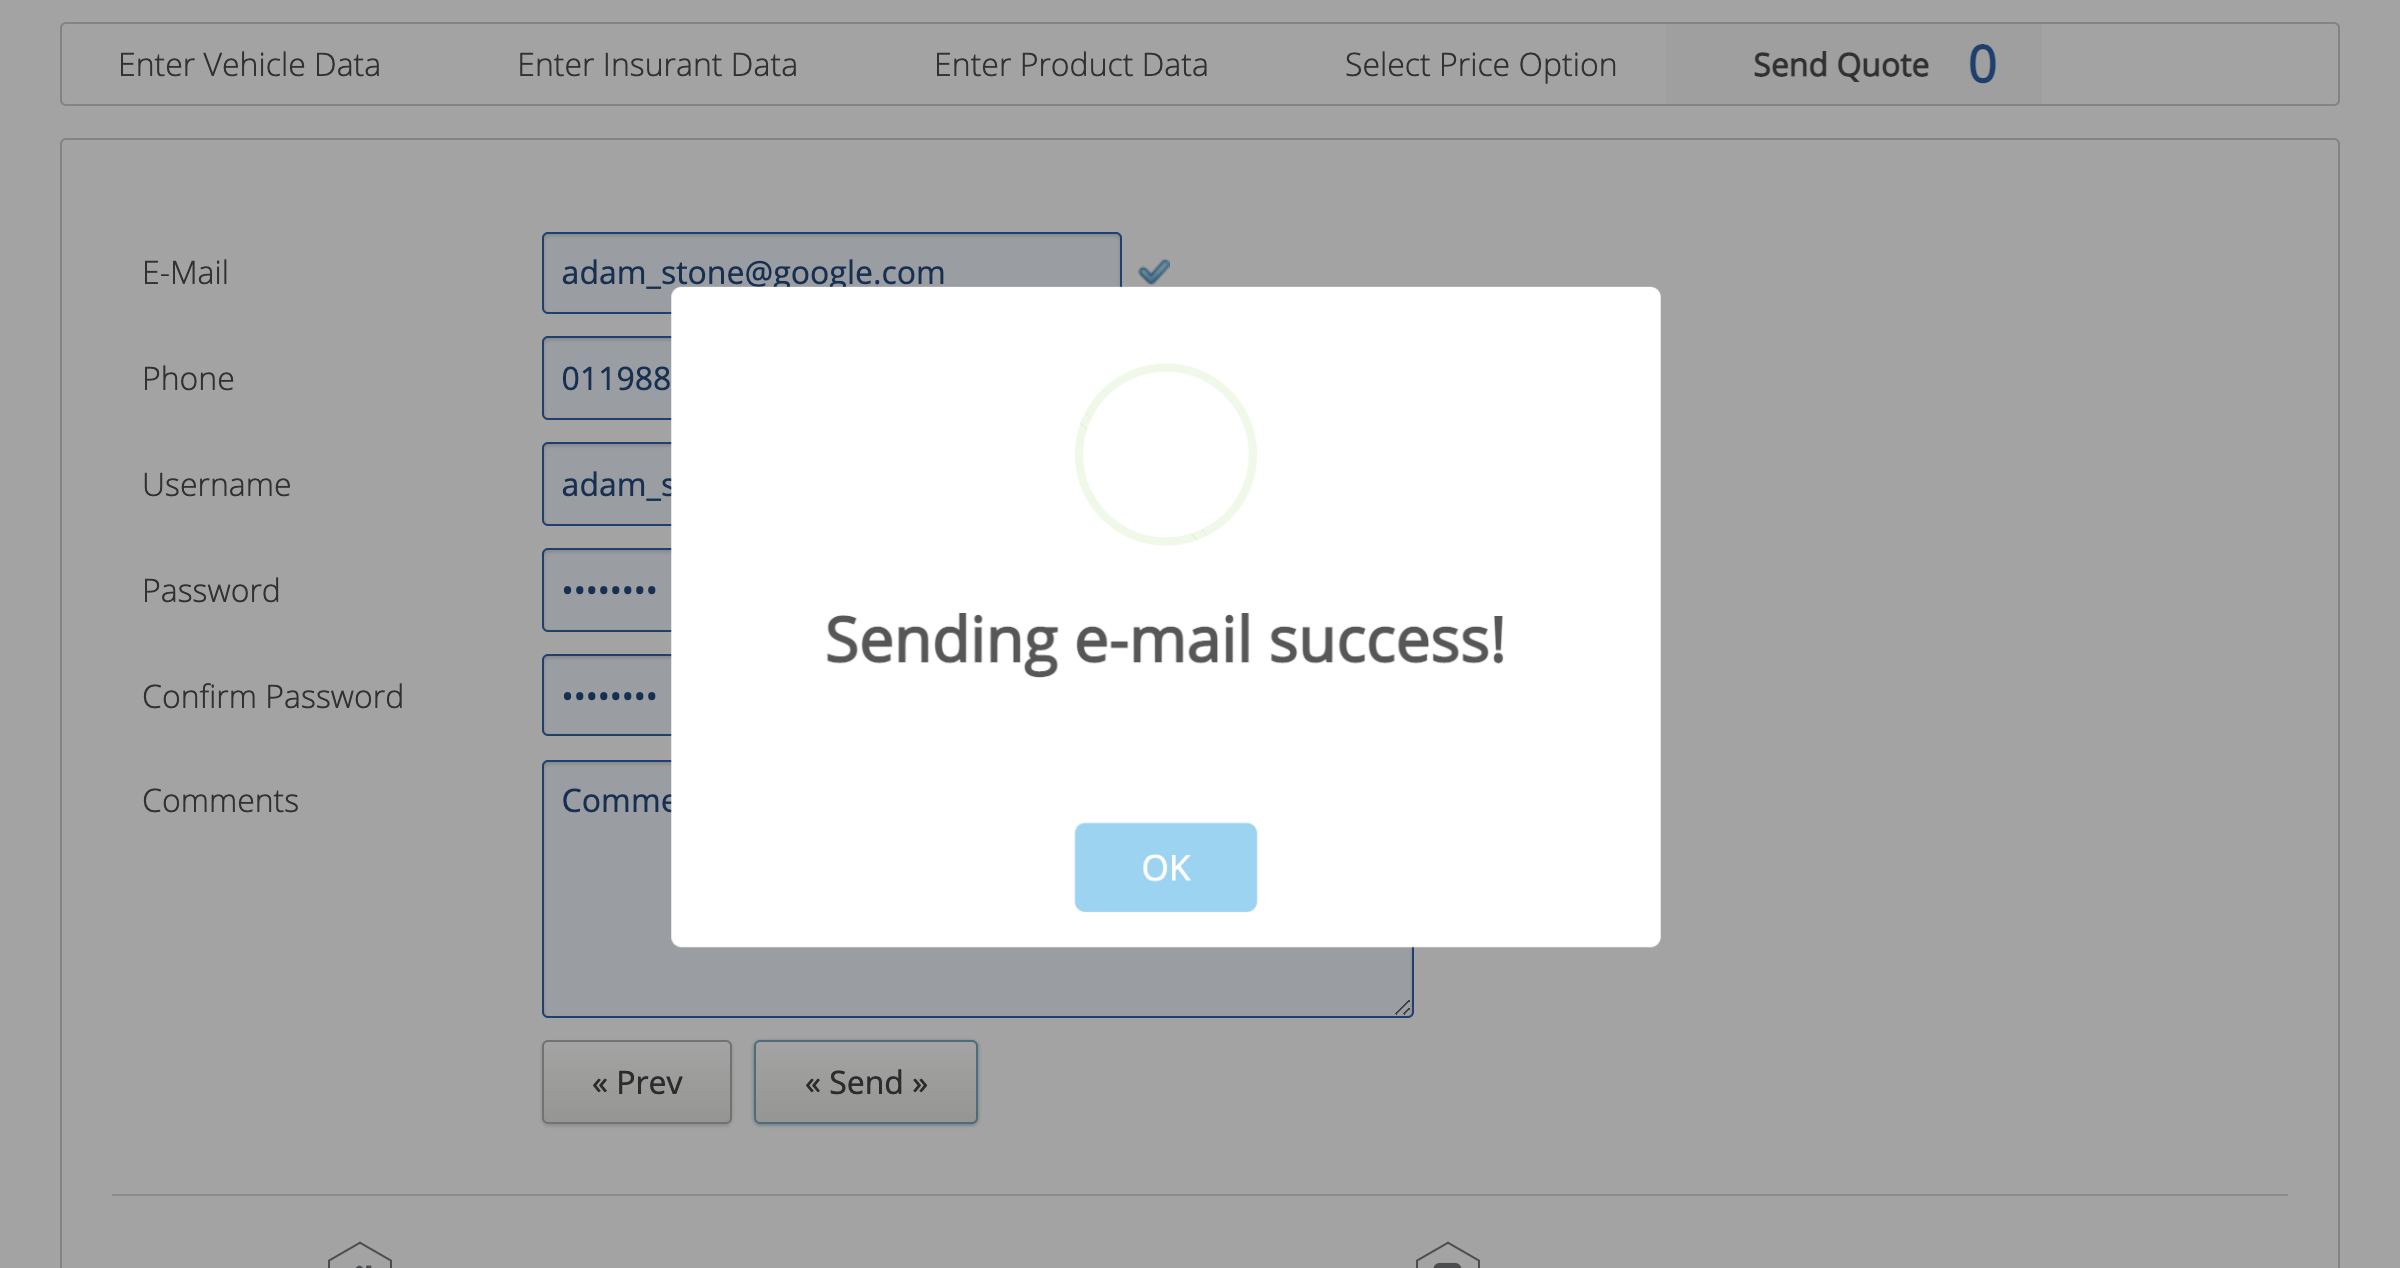 Enter Vehicle Data Enter Insurant Data Enter Product Data Select Price Option Send Quote 0
E-Mail adam_stone@google.com
Phone 011988
Username adam_s
Password ••••••••
Confirm Password ••••••••
Comments Comme
Sending e-mail success!
OK
« Prev « Send »